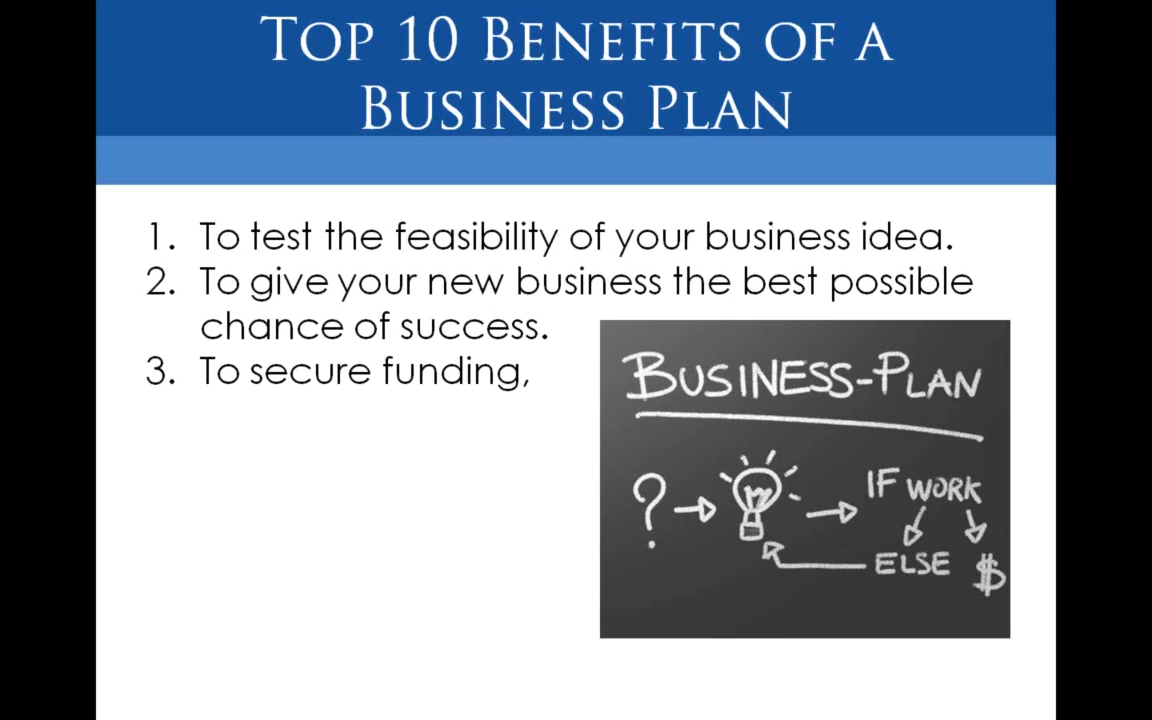 TOP 10 BENEFITS OF A
BUSINESS PLAN
1. To test the feasibility of your business idea.
2. To give your new business the best possible
chance of success.
3. To secure funding,
BUSINESS-PLAN
? IF WORK
ELSE $